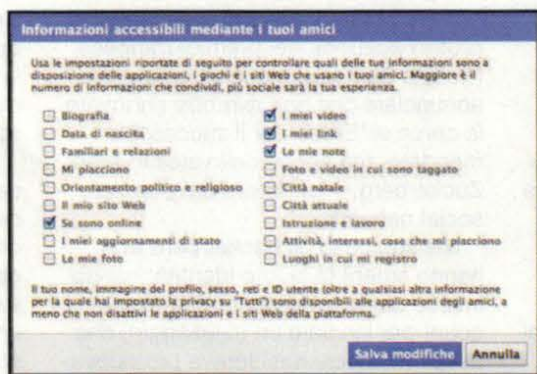 Informazioni accessibili mediante i tuoi amici
Usa le impostazioni riportate di seguito per controllare quali delle tue informazioni sono a
disposizione delle applicazioni, i giochi e i siti Web che usano i tuoi amici. Maggiore è il
numero di informazioni che condividi, più sociale sarà la tua esperienza.
Biografia
Data di nascita
Familiari e relazioni
Mi piacciono
Orientamento politico e religioso
Il mio sito Web
Se sono online
I miei aggiornamenti di stato
Le mie foto
I miei video
I miei link
Le mie note
Foto e video in cui sono taggato
Città natale
Città attuale
Istruzione e lavoro
Attività, interessi, cose che mi piacciono
Luoghi in cui mi registro
Il tuo nome, immagine del profilo, sesso, reti e ID utente (oltre a qualsiasi altra informazione
per la quale hai impostato la privacy su "Tutti") sono disponibili alle applicazioni degli amici, a
meno che non disattivi le applicazioni e i siti Web della piattaforma.
Salva modifiche Annulla